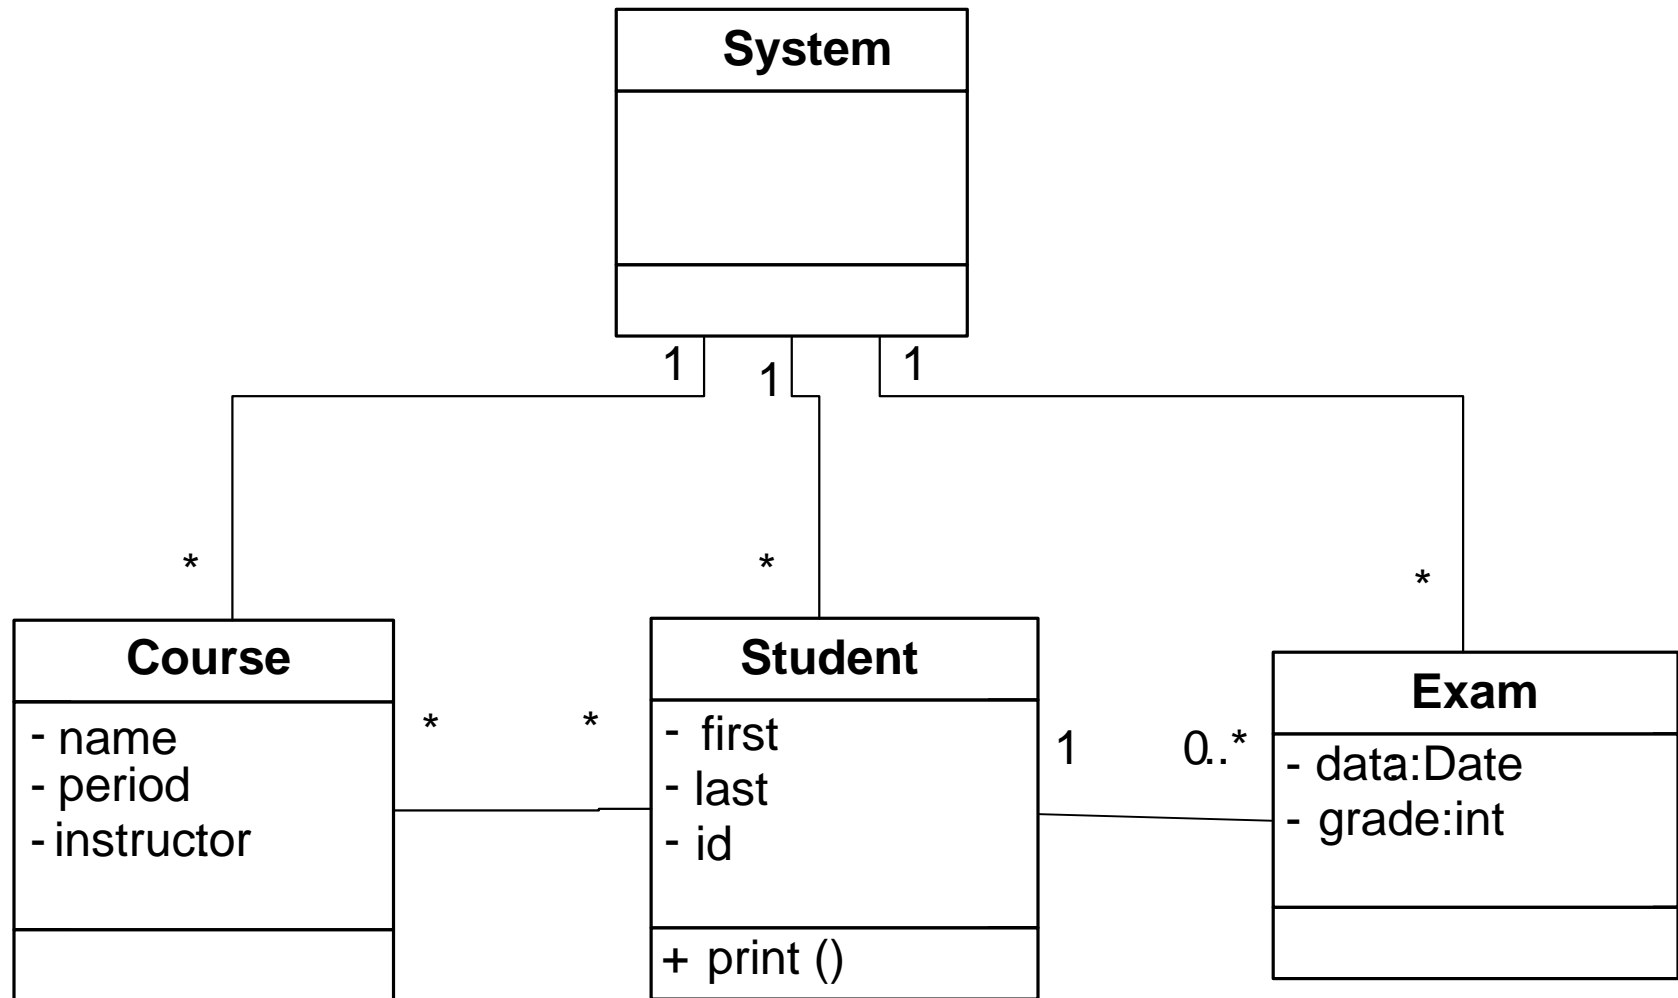 System
1
1
1
*
*
*
Course
- name
- period
- instructor
*
*
Student
- first
- last
- id
+ print ()
1
0..*
Exam
- data:Date
- grade:int